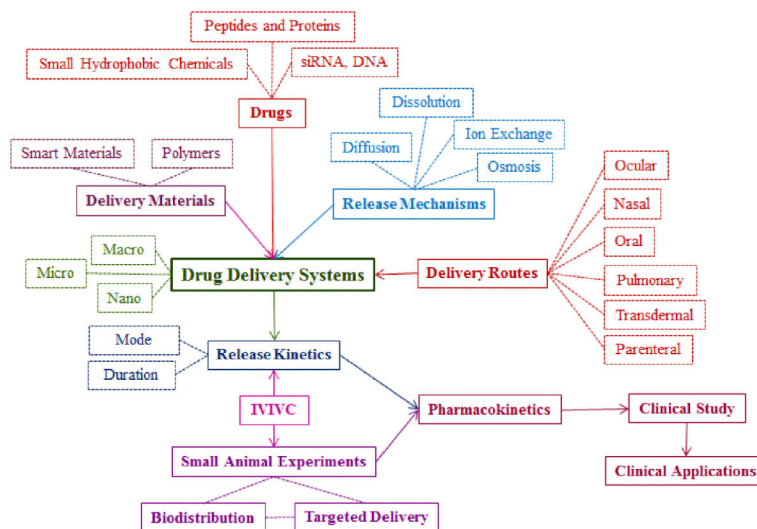 Peptides and Proteins
Small Hydrophobic Chemicals
siRNA, DNA
Drugs
Dissolution
Ion Exchange
Diffusion
Osmosis
Smart Materials
Polymers
Delivery Materials
Release Mechanisms
Ocular
Nasal
Oral
Pulmonary
Transdermal
Parenteral
Macro
Micro
Nano
Drug Delivery Systems
Delivery Routes
Mode
Duration
Release Kinetics
IVIVC
Pharmacokinetics
Clinical Study
Small Animal Experiments
Clinical Applications
Biodistribution
Targeted Delivery